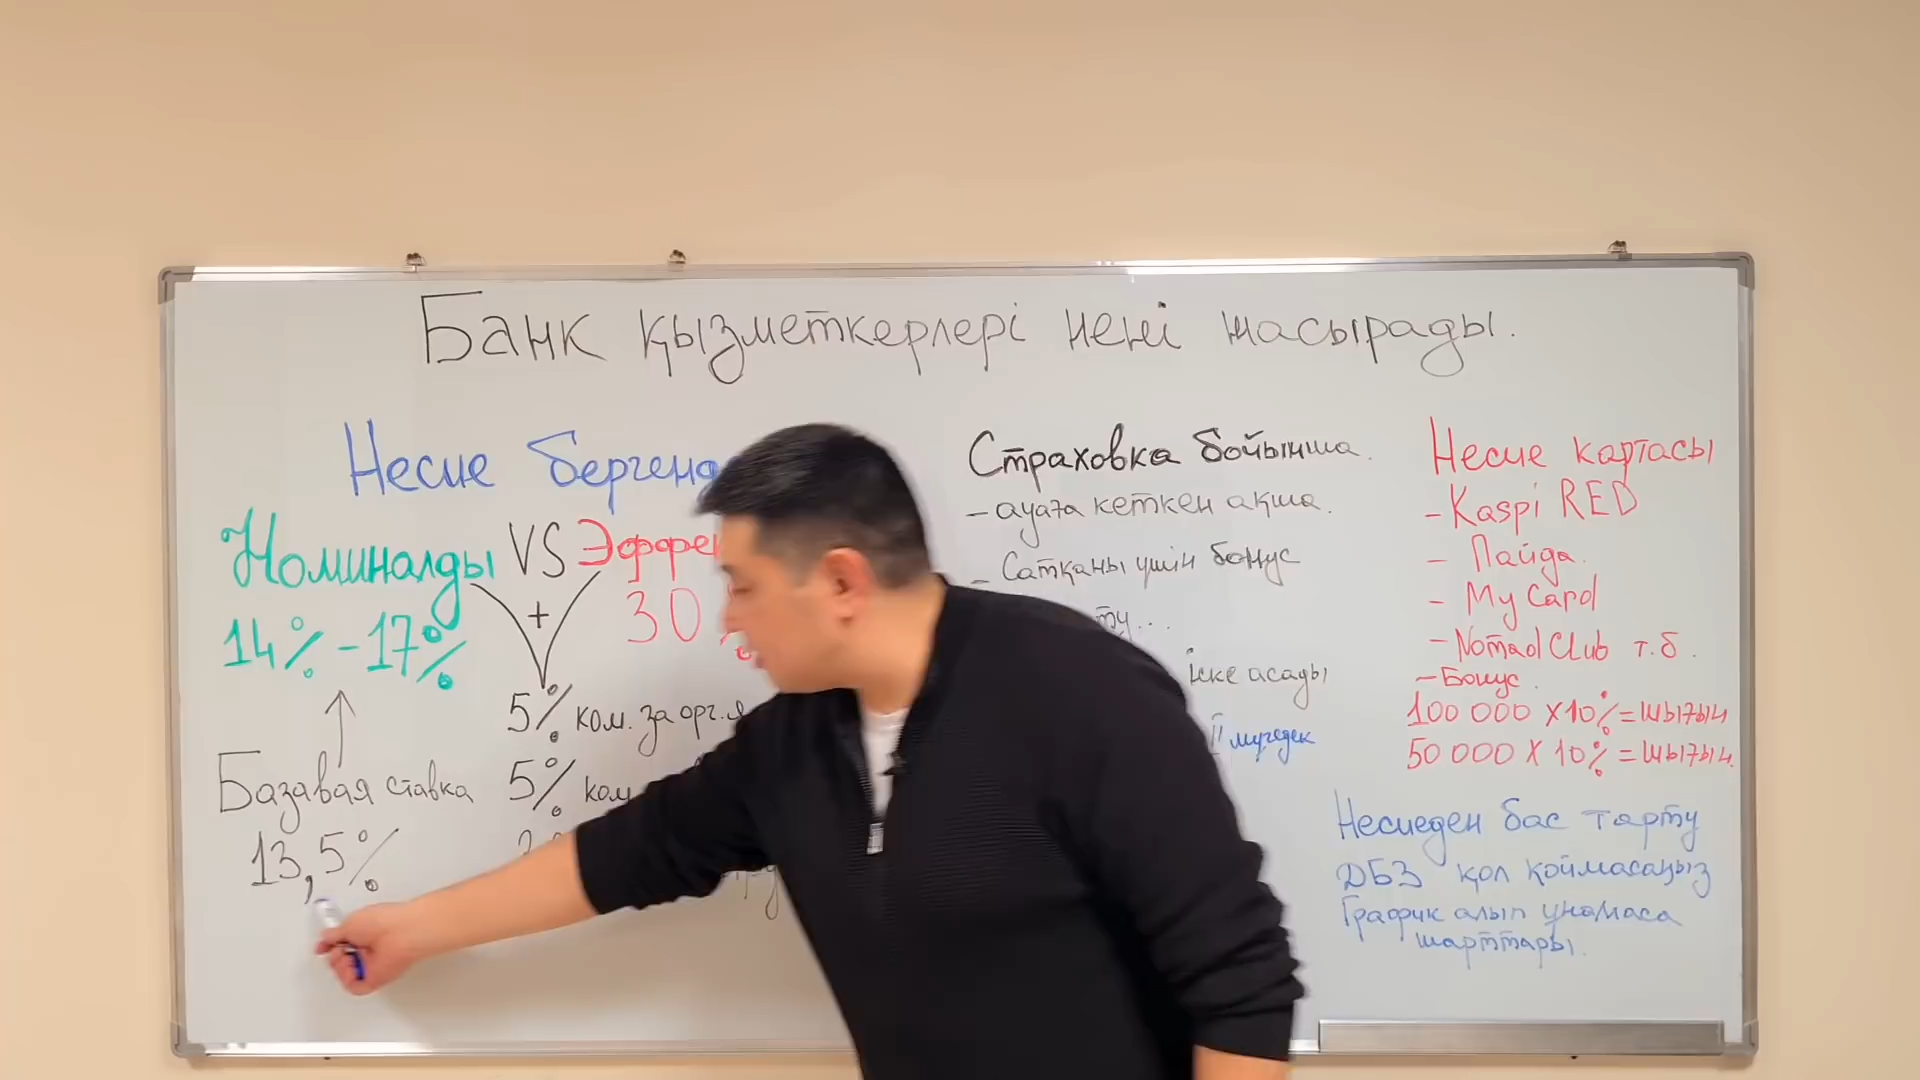 Банк қызметкерлері нені жасырады.
Несие
Номиналды VS
14% - 17%
+
30%
5% ком. за орг.
5% ком
Базавая ставка
13,5%
Страховка бойынша.
- ауаға кеткен ақша.
- Сатқаны үшін бонус
іске асады
II мүгедек
Несие картасы
- Kaspi RED
- Пайда.
- My Card
- Nomad Club т.б.
- Бонус.
100 000 X 10% = шығын
50 000 X 10% = шығын.
Несиеден бас тарту
ДБЗ қол қоймасаңыз
График алып ұнамаса
шарттары.